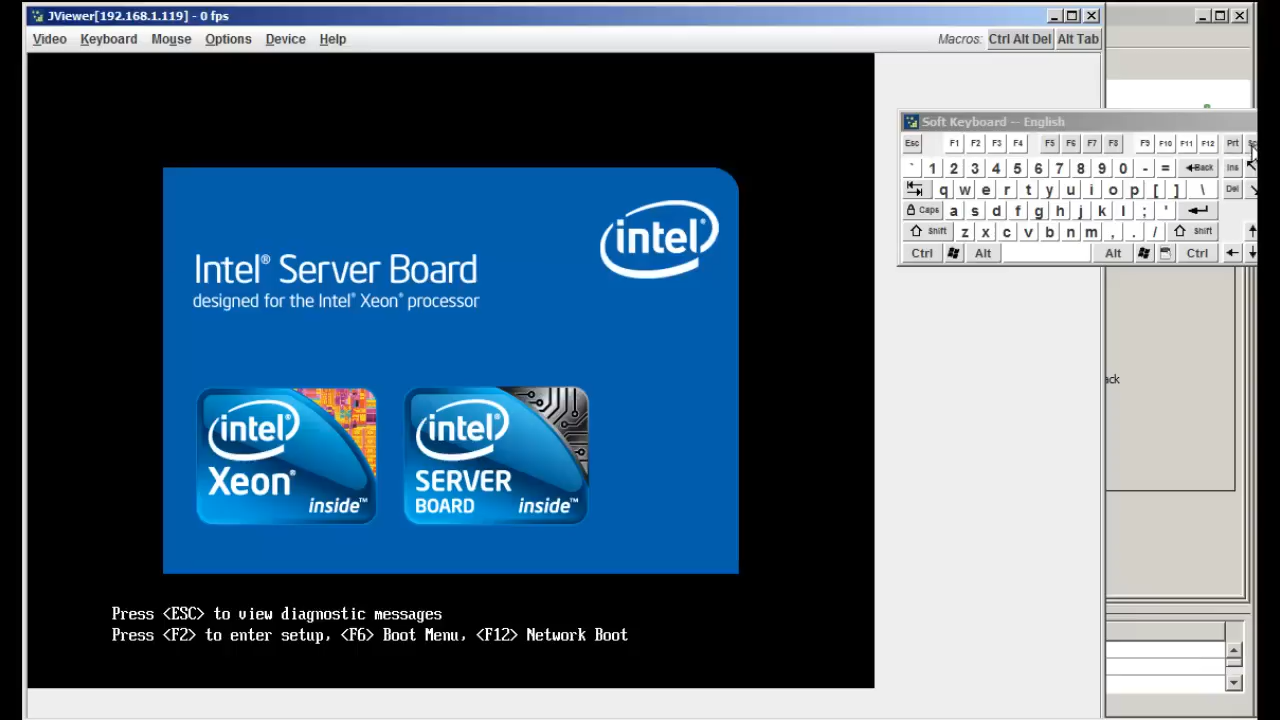 JViewer[192.168.1.119] - 0 fps
Video Keyboard Mouse Options Device Help Macros: Ctrl Alt Del Alt Tab
Soft Keyboard -- English
Esc F1 F2 F3 F4 F5 F6 F7 F8 F9 F10 F11 F12 Prt
` 1 2 3 4 5 6 7 8 9 0 - = Back Ins
q w e r t y u i o p [ ] \ Del
Caps a s d f g h j k l ; '
Shift z x c v b n m , . / Shift
Ctrl Alt Alt Ctrl
intel®
Intel® Server Board
designed for the Intel® Xeon® processor
ack
intel®
Xeon®
inside™
intel®
SERVER
BOARD inside™
Press <ESC> to view diagnostic messages
Press <F2> to enter setup, <F6> Boot Menu, <F12> Network Boot